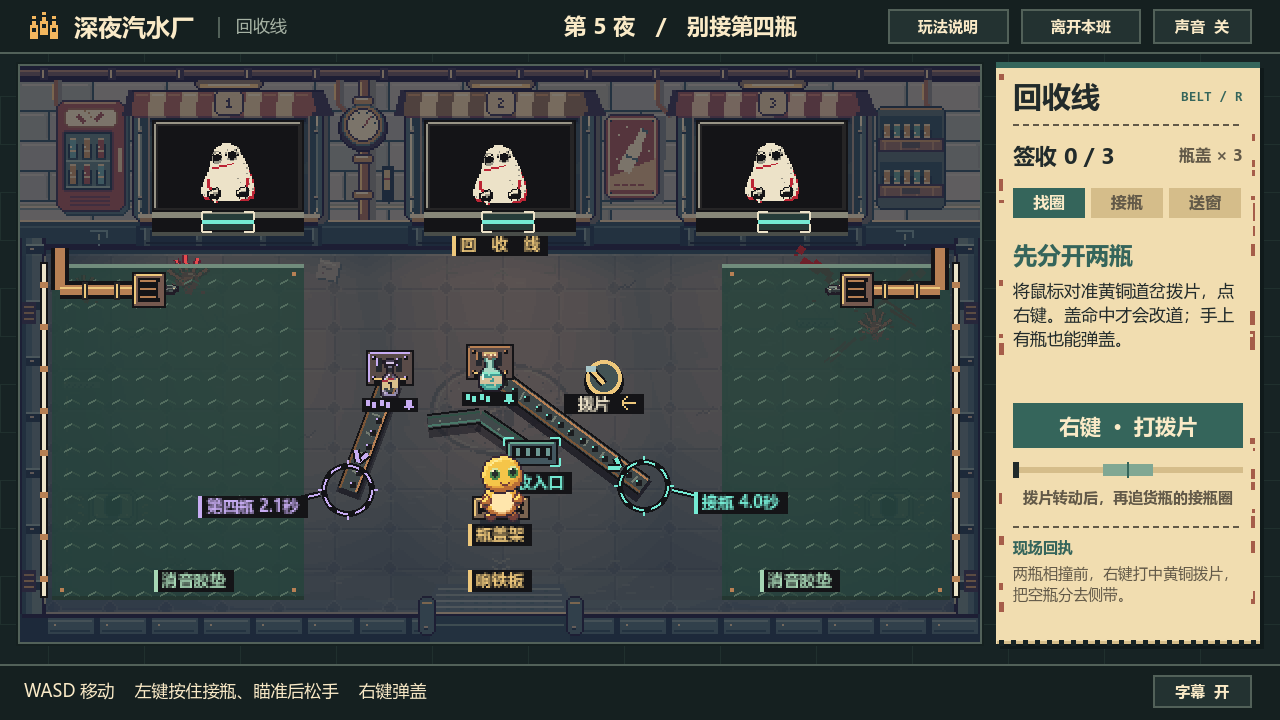 深夜汽水厂
回收线
第 5 夜 / 别接第四瓶
玩法说明
离开本班
声音 关
1
2
3
回 收 线
拨片 ←
收入口
第四瓶 2.1秒
接瓶 4.0秒
瓶盖架
消音胶垫
响铁板
消音胶垫
回收线
BELT / R
签收 0 / 3
瓶盖 × 3
找圈
接瓶
送窗
先分开两瓶
将鼠标对准黄铜道岔拨片，点
右键。盖命中才会改道；手上
有瓶也能弹盖。
右键 · 打拨片
拨片转动后，再追货瓶的接瓶圈
现场回执
两瓶相撞前，右键打中黄铜拨片，
把空瓶分去侧带。
WASD 移动 左键按住接瓶、瞄准后松手 右键弹盖
字幕 开